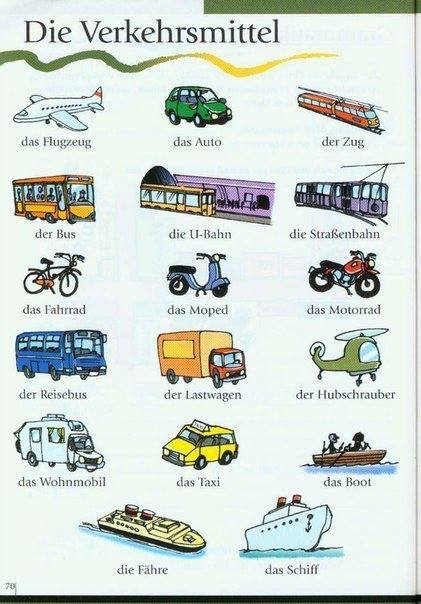 Die Verkehrsmittel
das Flugzeug das Auto der Zug
der Bus die U-Bahn die Straßenbahn
das Fahrrad das Moped das Motorrad
der Reisebus der Lastwagen der Hubschrauber
TAXI
das Wohnmobil das Taxi das Boot
die Fähre das Schiff
70